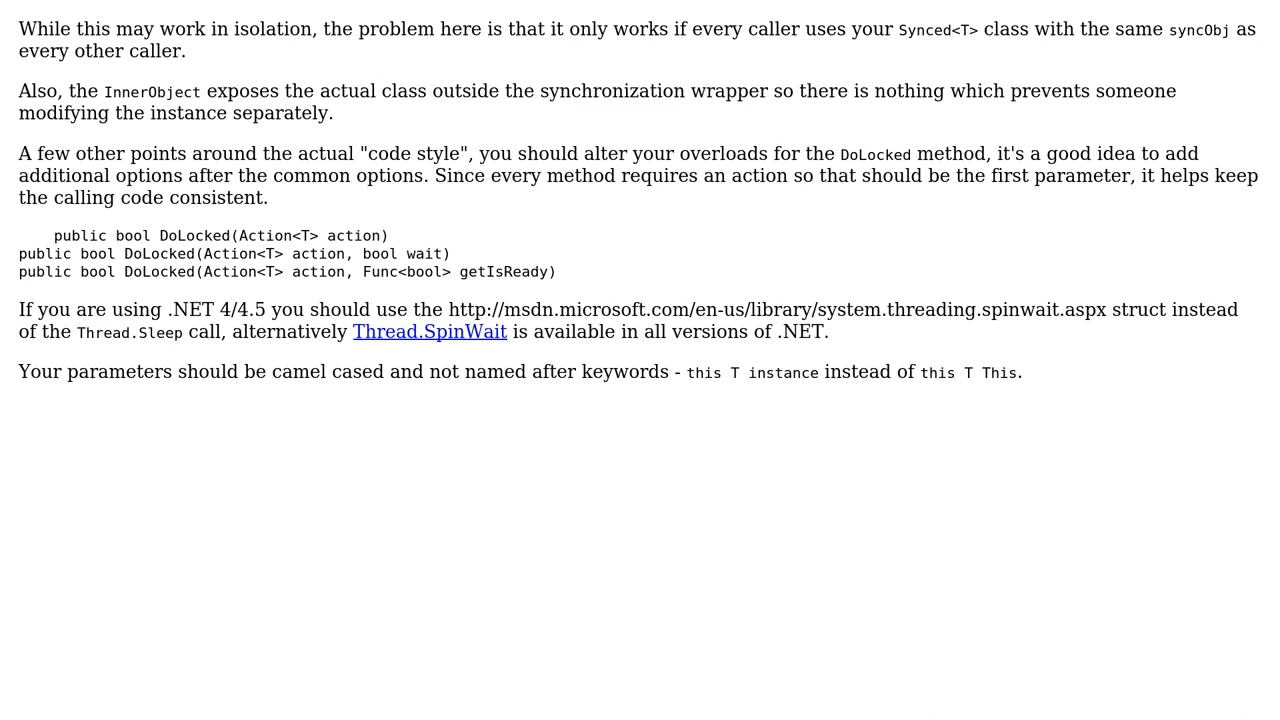 While this may work in isolation, the problem here is that it only works if every caller uses your Synced<T> class with the same syncObj as
every other caller.
Also, the InnerObject exposes the actual class outside the synchronization wrapper so there is nothing which prevents someone
modifying the instance separately.
A few other points around the actual "code style", you should alter your overloads for the DoLocked method, it's a good idea to add
additional options after the common options. Since every method requires an action so that should be the first parameter, it helps keep
the calling code consistent.
    public bool DoLocked(Action<T> action)
public bool DoLocked(Action<T> action, bool wait)
public bool DoLocked(Action<T> action, Func<bool> getIsReady)
If you are using .NET 4/4.5 you should use the http://msdn.microsoft.com/en-us/library/system.threading.spinwait.aspx struct instead
of the Thread.Sleep call, alternatively Thread.SpinWait is available in all versions of .NET.
Your parameters should be camel cased and not named after keywords - this T instance instead of this T This.